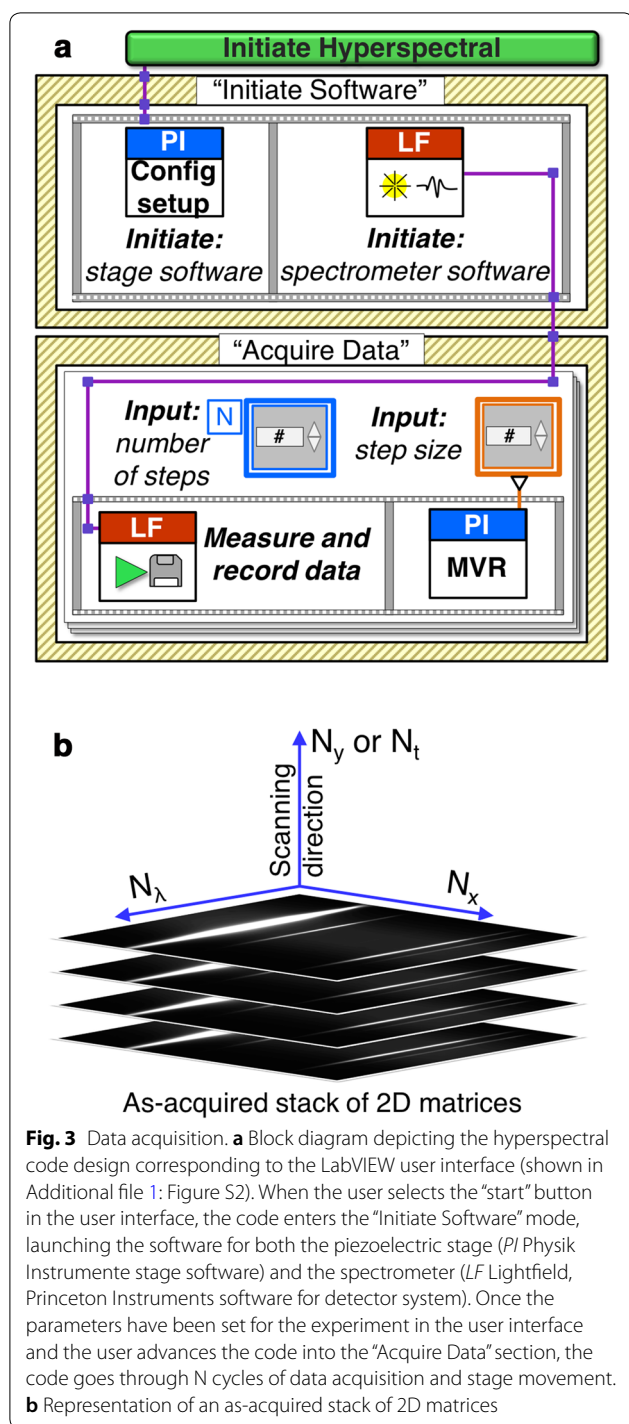 a
Initiate Hyperspectral
“Initiate Software”
PI
Config
setup
Initiate:
stage software
LF
Initiate:
spectrometer software
“Acquire Data”
Input:
number
of steps
N
#
Input:
step size
#
LF
Measure and
record data
PI
MVR
b
Ny or Nt
Scanning
direction
Nλ
Nx
As-acquired stack of 2D matrices
Fig. 3 Data acquisition. a Block diagram depicting the hyperspectral
code design corresponding to the LabVIEW user interface (shown in
Additional file 1: Figure S2). When the user selects the “start” button
in the user interface, the code enters the “Initiate Software” mode,
launching the software for both the piezoelectric stage (PI Physik
Instrumente stage software) and the spectrometer (LF Lightfield,
Princeton Instruments software for detector system). Once the
parameters have been set for the experiment in the user interface
and the user advances the code into the “Acquire Data” section, the
code goes through N cycles of data acquisition and stage movement.
b Representation of an as-acquired stack of 2D matrices